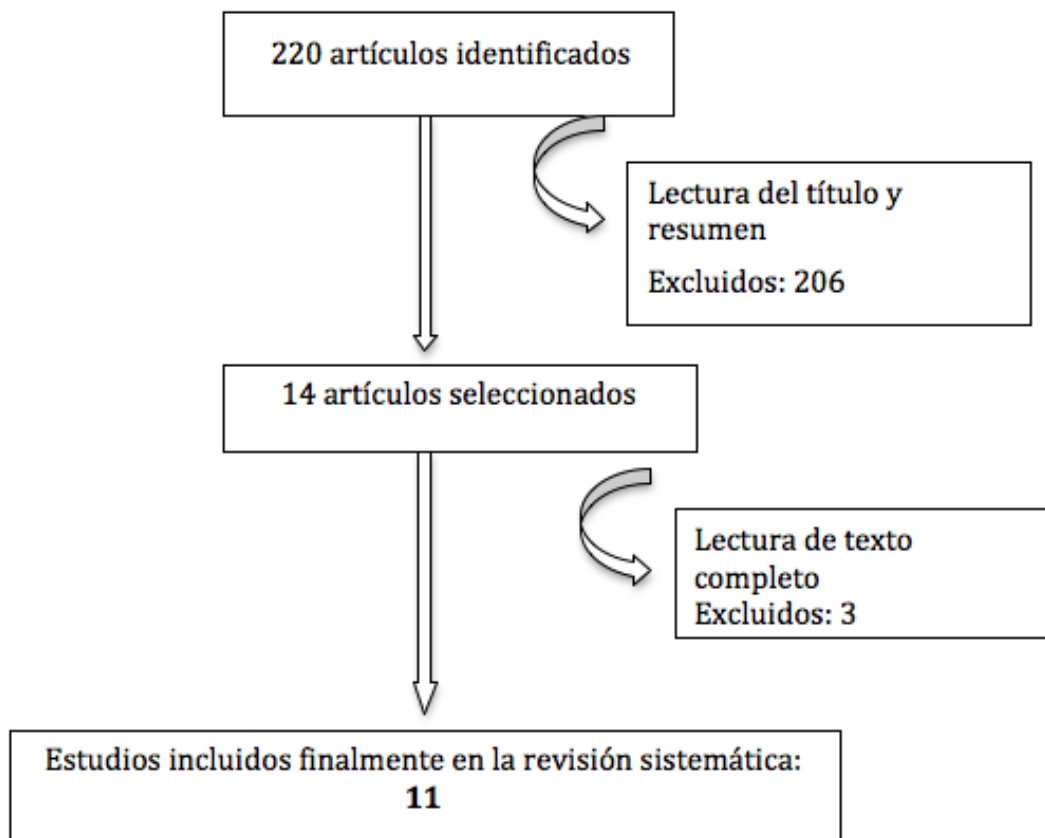 220 artículos identificados
Lectura del título y
resumen
Excluidos: 206
14 artículos seleccionados
Lectura de texto
completo
Excluidos: 3
Estudios incluidos finalmente en la revisión sistemática:
11